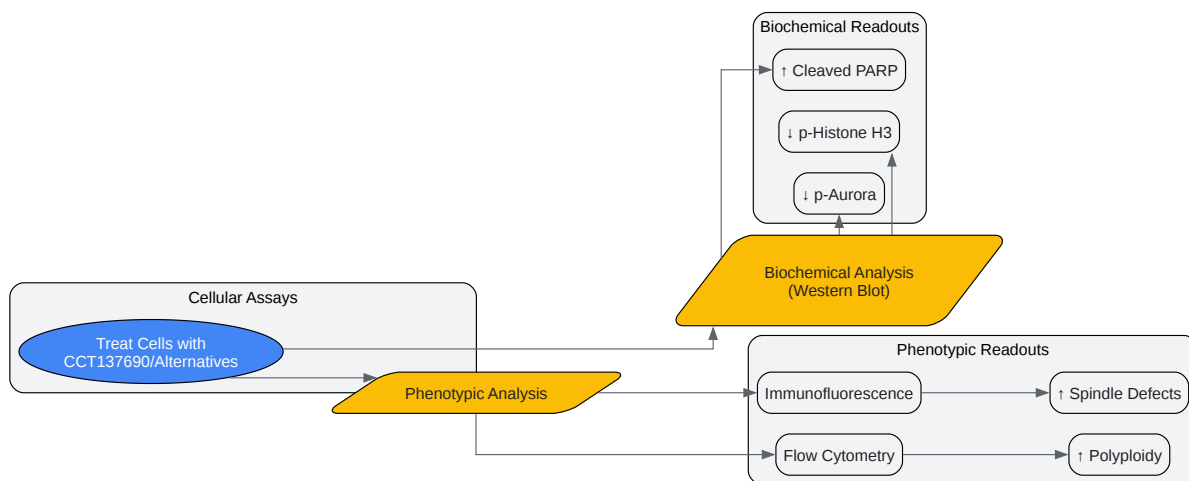 Biochemical Readouts
↑ Cleaved PARP
↓ p-Histone H3
↓ p-Aurora
Biochemical Analysis
(Western Blot)
Cellular Assays
Treat Cells with
CCT137690/Alternatives
Phenotypic Analysis
Phenotypic Readouts
Immunofluorescence
↑ Spindle Defects
Flow Cytometry
↑ Polyploidy